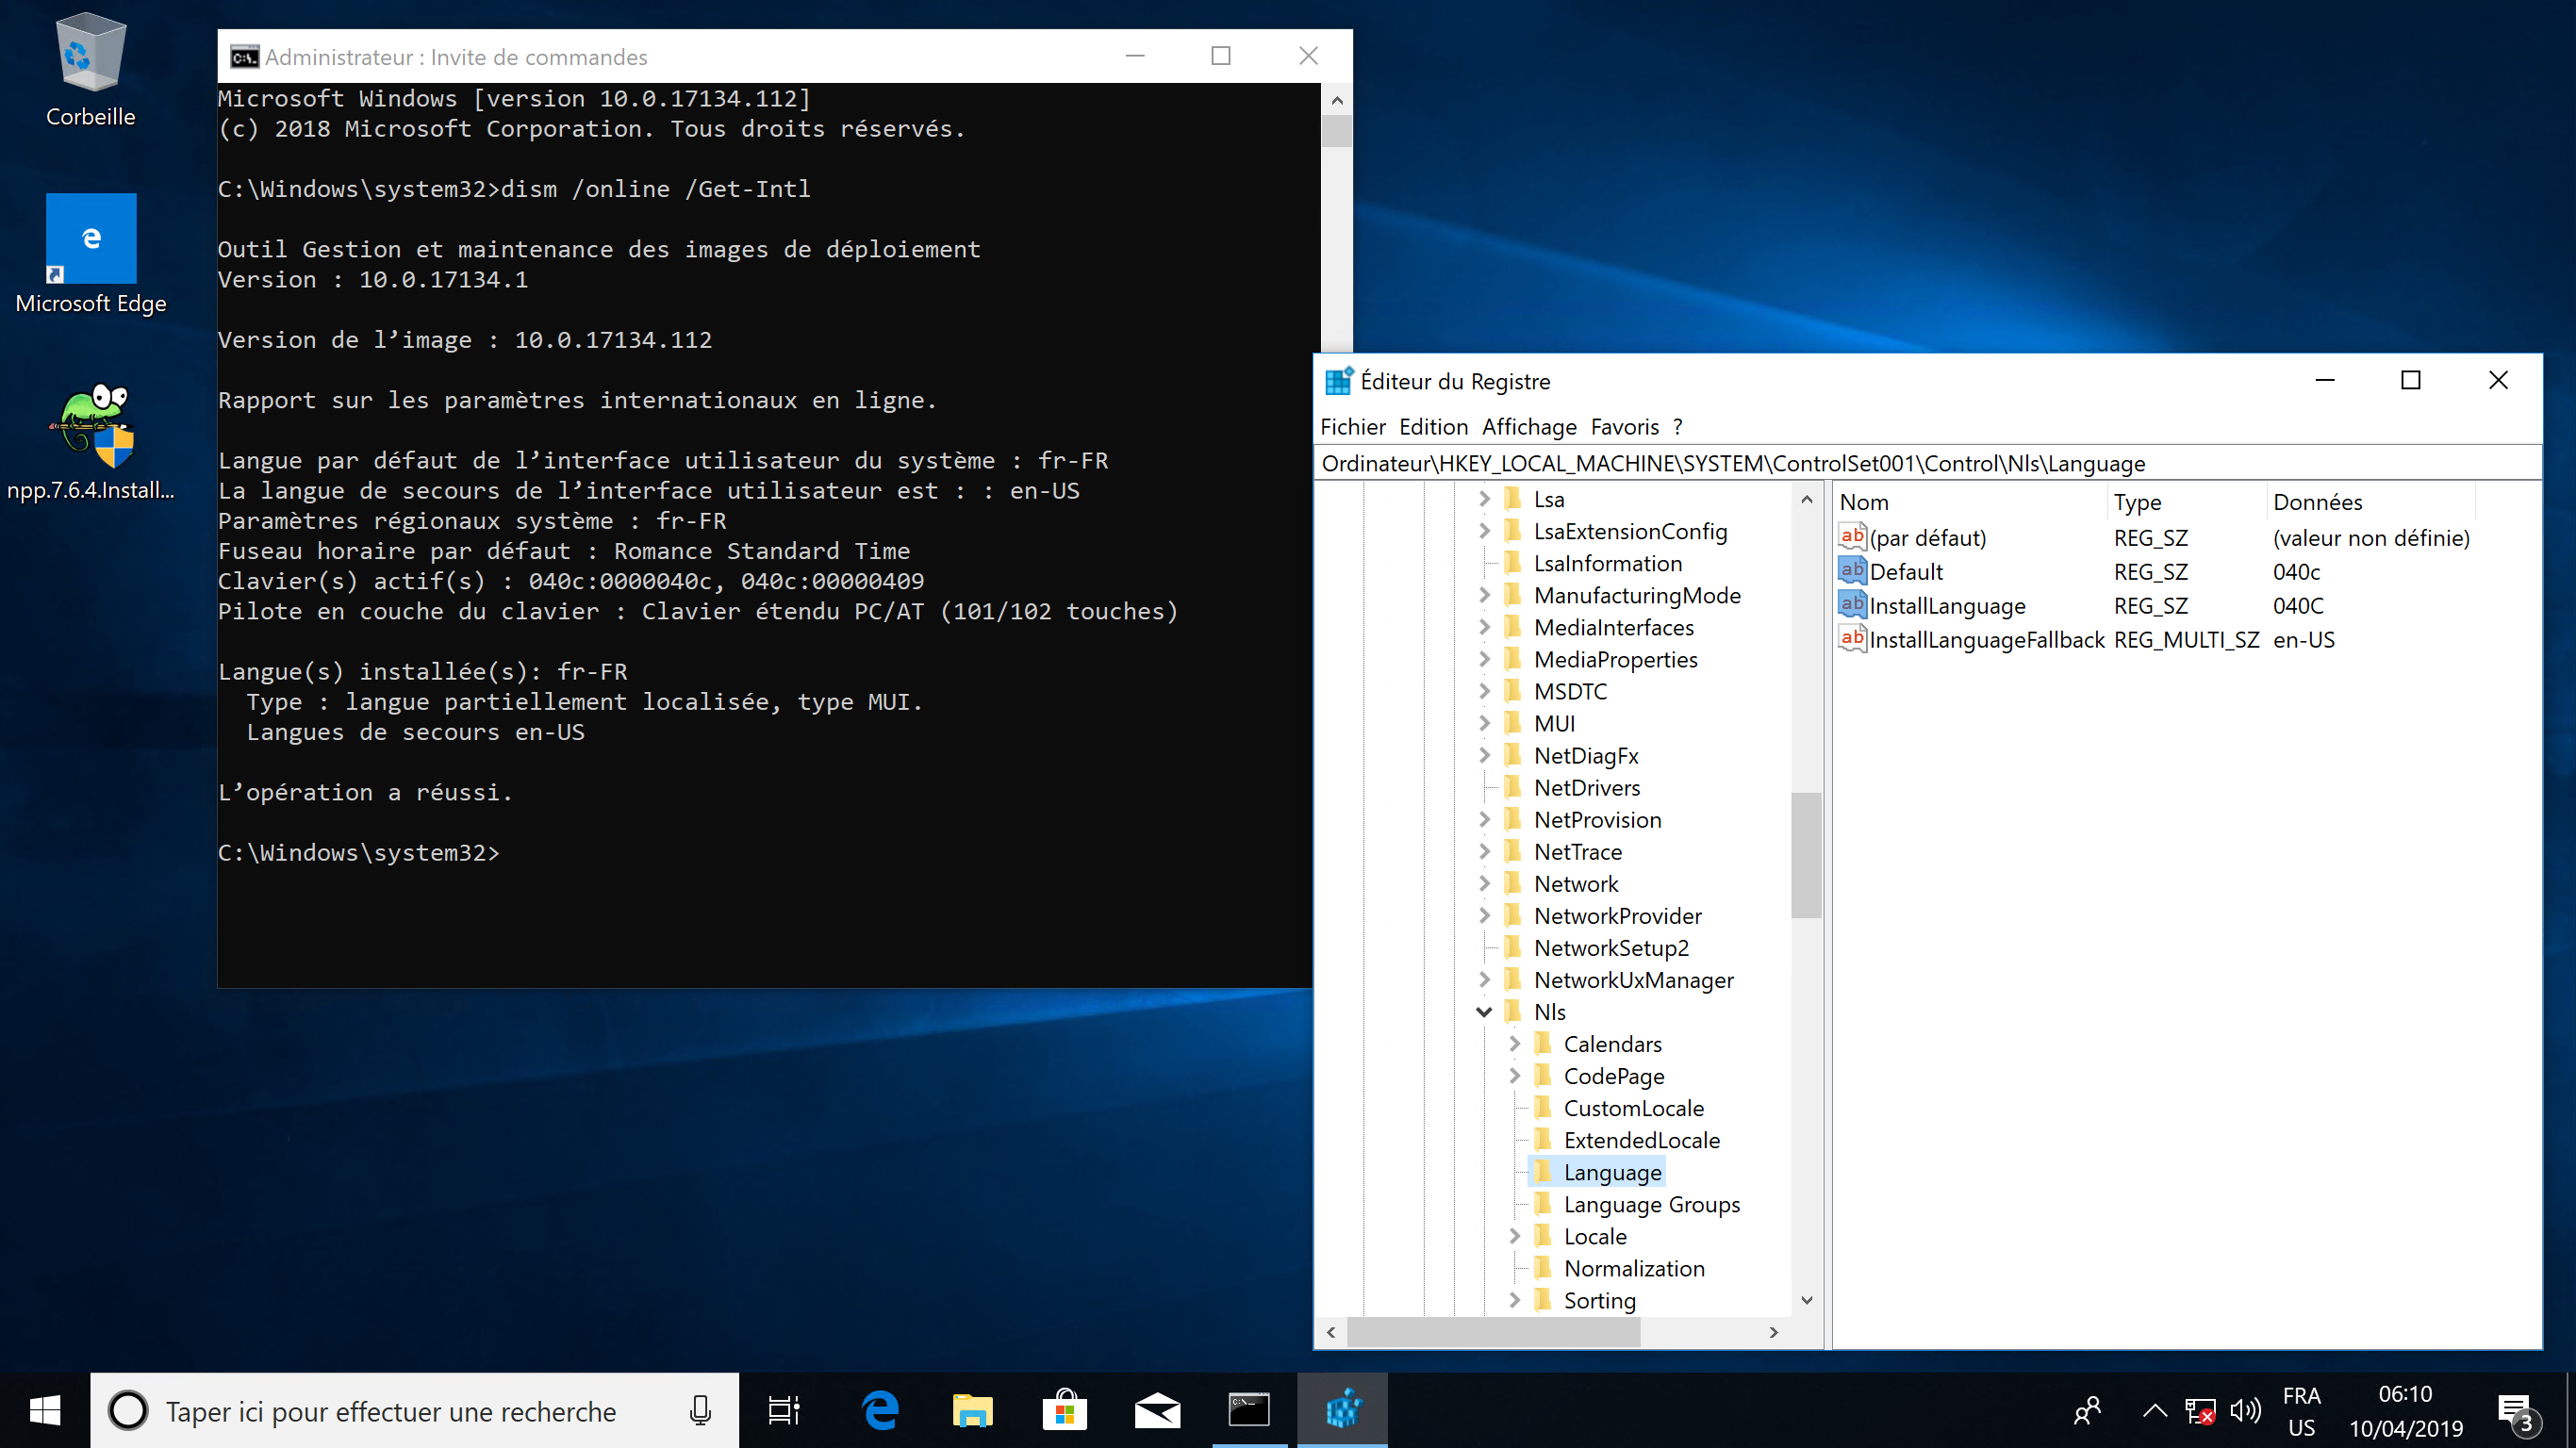 Corbeille
Microsoft Edge
npp.7.6.4.Install...
Administrateur : Invite de commandes
Microsoft Windows [version 10.0.17134.112]
(c) 2018 Microsoft Corporation. Tous droits réservés.
C:\Windows\system32>dism /online /Get-Intl
Outil Gestion et maintenance des images de déploiement
Version : 10.0.17134.1
Version de l’image : 10.0.17134.112
Rapport sur les paramètres internationaux en ligne.
Langue par défaut de l’interface utilisateur du système : fr-FR
La langue de secours de l’interface utilisateur est : : en-US
Paramètres régionaux système : fr-FR
Fuseau horaire par défaut : Romance Standard Time
Clavier(s) actif(s) : 040c:0000040c, 040c:00000409
Pilote en couche du clavier : Clavier étendu PC/AT (101/102 touches)
Langue(s) installée(s): fr-FR
Type : langue partiellement localisée, type MUI.
Langues de secours en-US
L’opération a réussi.
C:\Windows\system32>
Éditeur du Registre
Fichier Edition Affichage Favoris ?
Ordinateur\HKEY_LOCAL_MACHINE\SYSTEM\ControlSet001\Control\Nls\Language
Lsa
LsaExtensionConfig
LsaInformation
ManufacturingMode
MediaInterfaces
MediaProperties
MSDTC
MUI
NetDiagFx
NetDrivers
NetProvision
NetTrace
Network
NetworkProvider
NetworkSetup2
NetworkUxManager
Nls
Calendars
CodePage
CustomLocale
ExtendedLocale
Language
Language Groups
Locale
Normalization
Sorting
Nom Type Données
(par défaut) REG_SZ (valeur non définie)
Default REG_SZ 040c
InstallLanguage REG_SZ 040C
InstallLanguageFallback REG_MULTI_SZ en-US
Taper ici pour effectuer une recherche
FRA
US
06:10
10/04/2019
3